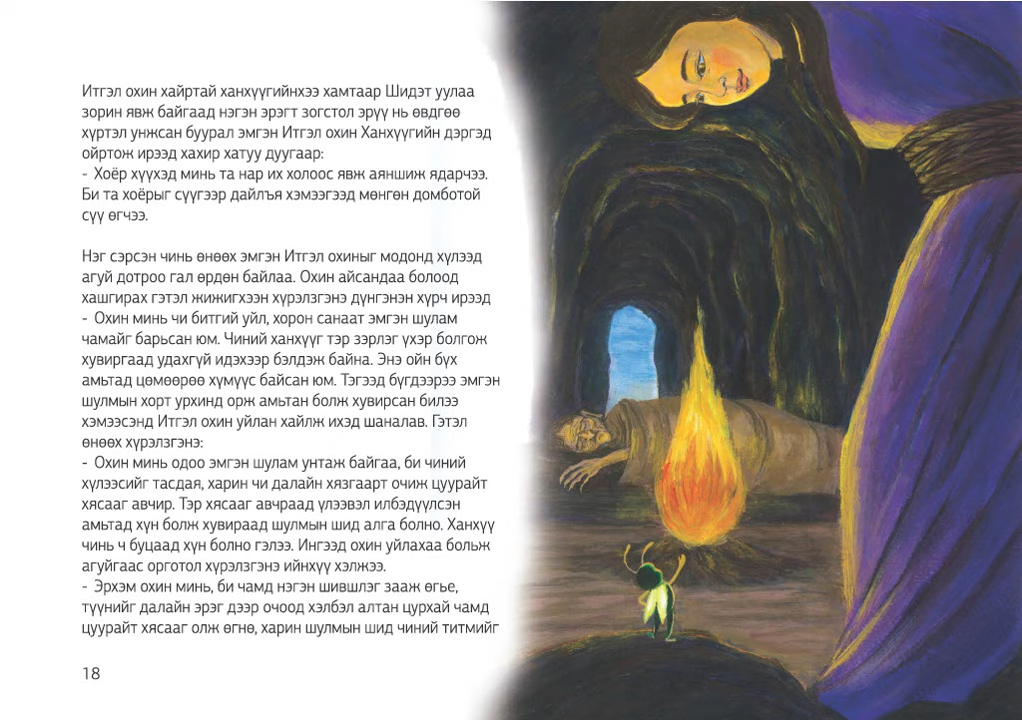 Итгэл охин хайртай ханхүүгийнхээ хамтаар Шидэт уулаа
зорин явж байгаад нэгэн эрэгт зогстол эрүү нь өвдгөө
хүртэл унжсан буурал эмгэн Итгэл охин Ханхүүгийн дэргэд
ойртож ирээд хахир хатуу дуугаар:
- Хоёр хүүхэд минь та нар их холоос явж аяншиж ядарчээ.
Би та хоёрыг сүүгээр дайлъя хэмээгээд мөнгөн домботой
сүү өгчээ.
Нэг сэрсэн чинь өнөөх эмгэн Итгэл охиныг модонд хүлээд
агуй дотроо гал өрдөн байлаа. Охин айсандаа болоод
хашгирах гэтэл жижигхээн хүрэлзгэнэ дүнгэнэн хүрч ирээд
- Охин минь чи битгий уйл, хорон санаат эмгэн шулам
чамайг барьсан юм. Чиний ханхүүг тэр зэрлэг үхэр болгож
хувиргаад удахгүй идэхээр бэлдэж байна. Энэ ойн бүх
амьтад цөмөөрөө хүмүүс байсан юм. Тэгээд бүгдээрээ эмгэн
шулмын хорт урхинд орж амьтан болж хувирсан билээ
хэмээсэнд Итгэл охин уйлан хайлж ихэд шаналав. Гэтэл
өнөөх хүрэлзгэнэ:
- Охин минь одоо эмгэн шулам унтаж байгаа, би чиний
хүлээсийг тасдая, харин чи далайн хязгаарт очиж цуурайт
хясааг авчир. Тэр хясааг авчраад үлээвэл илбэдүүлсэн
амьтад хүн болж хувираад шулмын шид алга болно. Ханхүү
чинь ч буцаад хүн болно гэлээ. Ингээд охин уйлахаа больж
агуйгаас орготол хүрэлзгэнэ ийнхүү хэлжээ.
- Эрхэм охин минь, би чамд нэгэн шившлэг зааж өгье,
түүнийг далайн эрэг дээр очоод хэлбэл алтан цурхай чамд
цуурайт хясааг олж өгнө, харин шулмын шид чиний титмийг
18